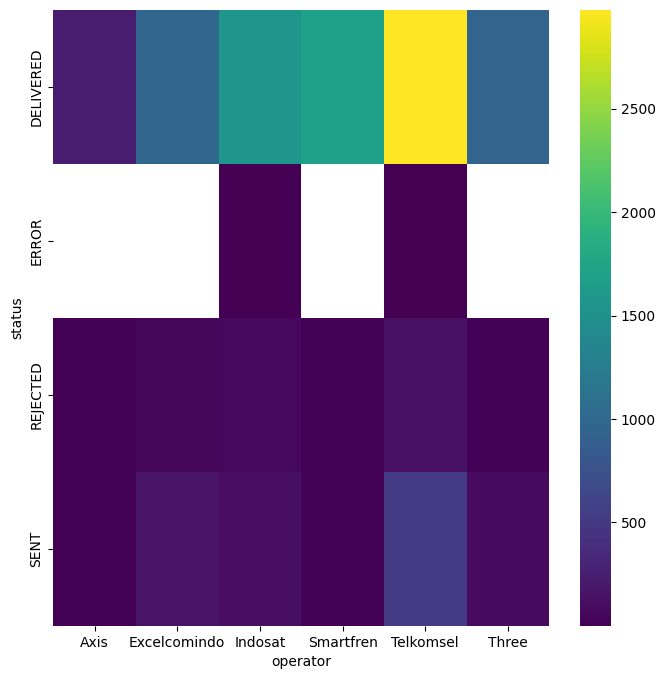 DELIVERED
ERROR
REJECTED
SENT
status
Axis Excelcomindo Indosat Smartfren Telkomsel Three
operator
2500
2000
1500
1000
500